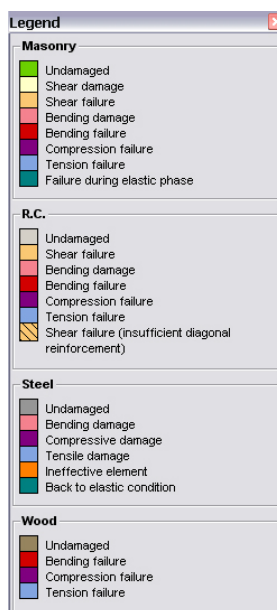 Legend
Masonry
Undamaged
Shear damage
Shear failure
Bending damage
Bending failure
Compression failure
Tension failure
Failure during elastic phase
R.C.
Undamaged
Shear failure
Bending damage
Bending failure
Compression failure
Tension failure
Shear failure (insufficient diagonal
reinforcement)
Steel
Undamaged
Bending damage
Compressive damage
Tensile damage
Ineffective element
Back to elastic condition
Wood
Undamaged
Bending failure
Compression failure
Tension failure